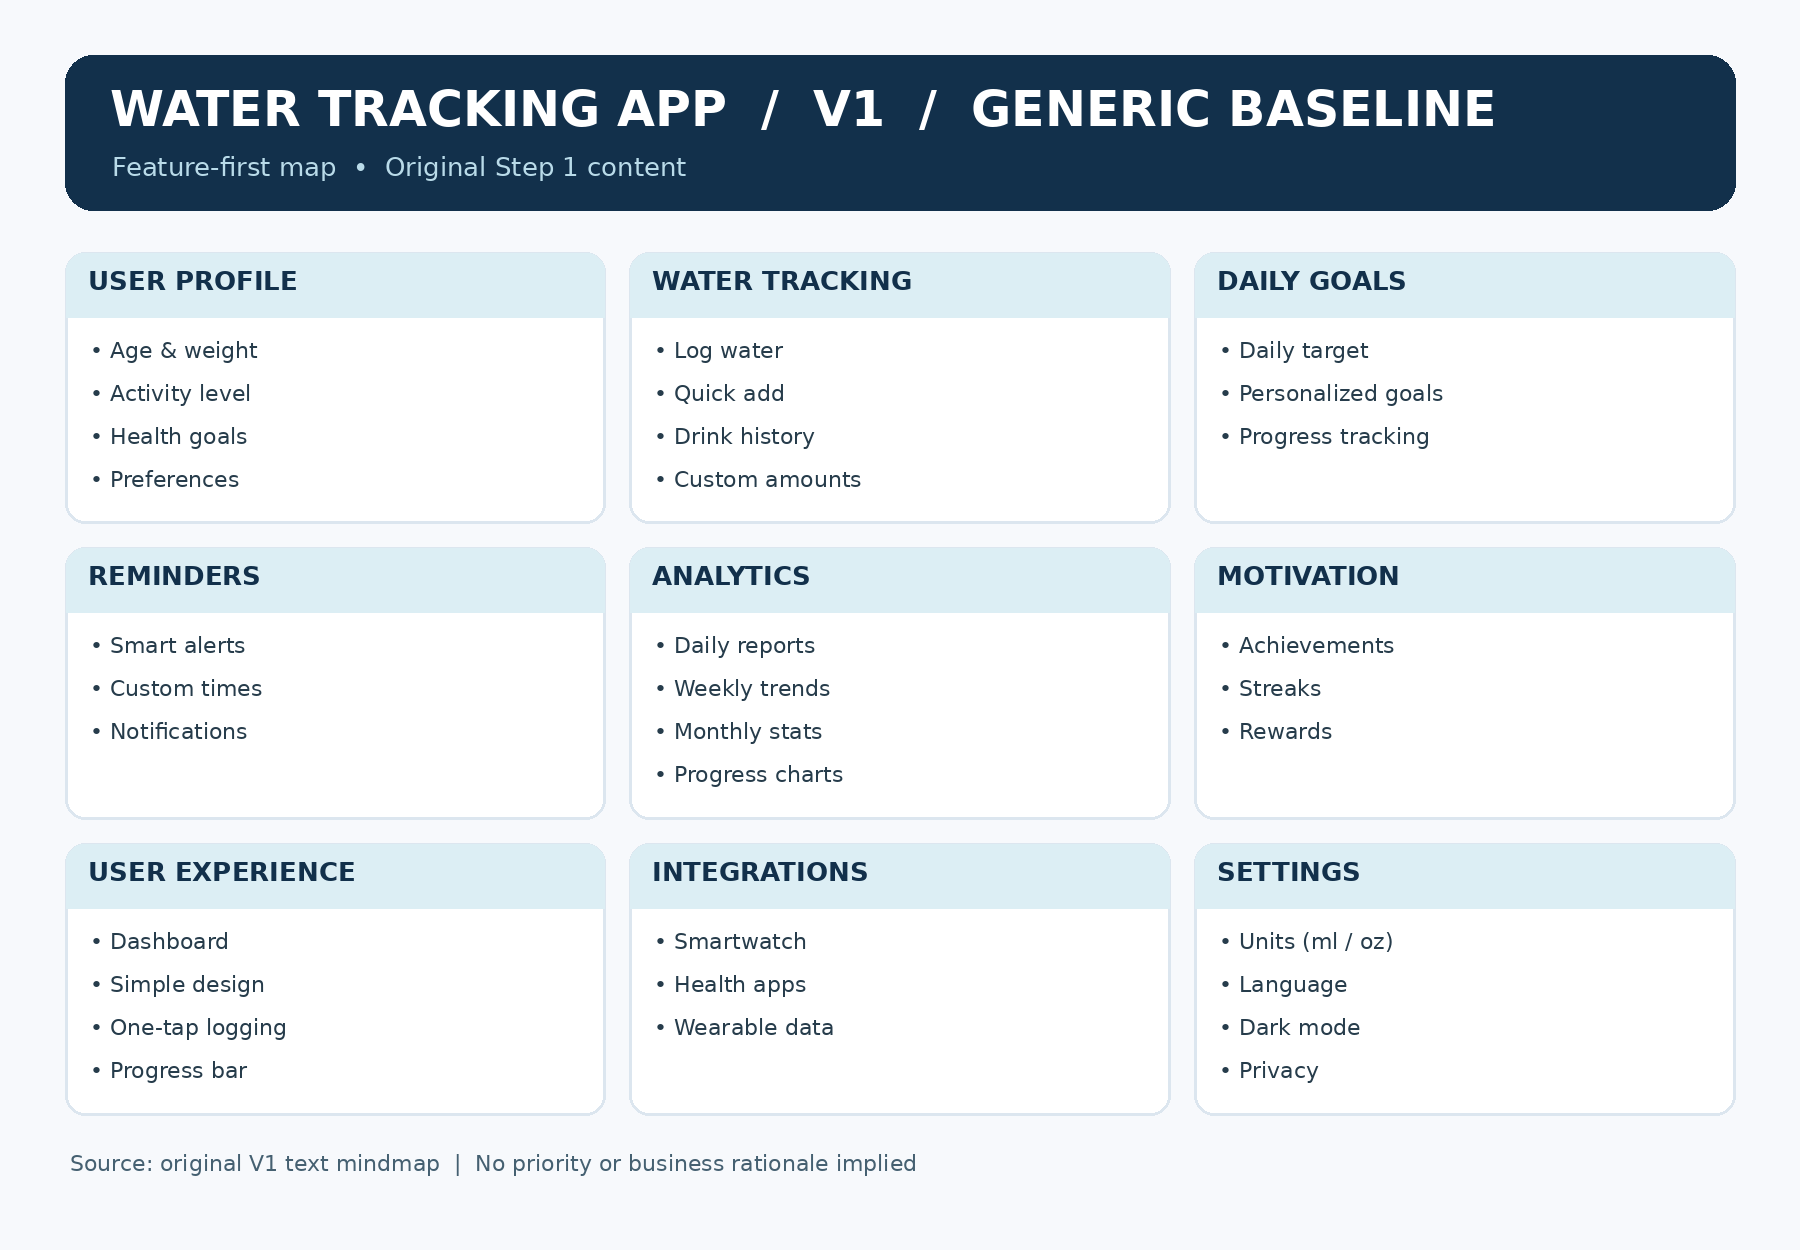 WATER TRACKING APP / V1 / GENERIC BASELINE
Feature-first map • Original Step 1 content
USER PROFILE
• Age & weight
• Activity level
• Health goals
• Preferences
WATER TRACKING
• Log water
• Quick add
• Drink history
• Custom amounts
DAILY GOALS
• Daily target
• Personalized goals
• Progress tracking
REMINDERS
• Smart alerts
• Custom times
• Notifications
ANALYTICS
• Daily reports
• Weekly trends
• Monthly stats
• Progress charts
MOTIVATION
• Achievements
• Streaks
• Rewards
USER EXPERIENCE
• Dashboard
• Simple design
• One-tap logging
• Progress bar
INTEGRATIONS
• Smartwatch
• Health apps
• Wearable data
SETTINGS
• Units (ml / oz)
• Language
• Dark mode
• Privacy
Source: original V1 text mindmap | No priority or business rationale implied